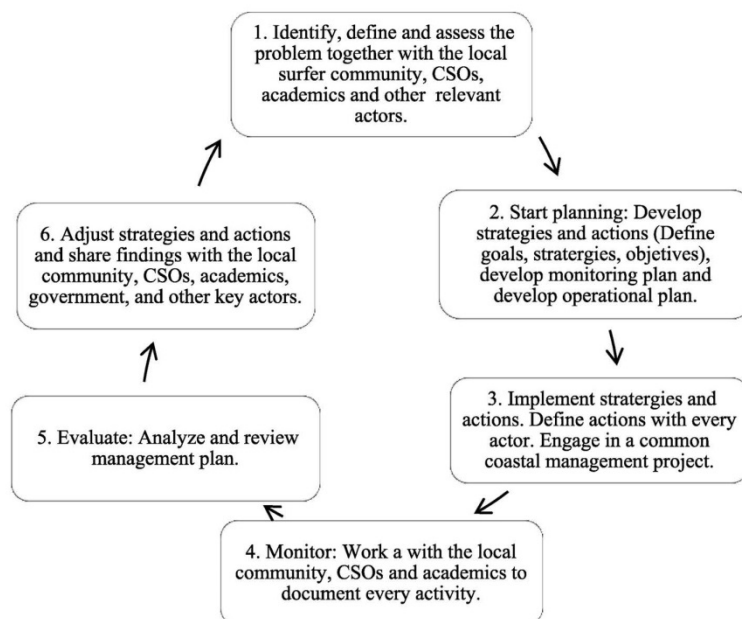 1. Identify, define and assess the
problem together with the local
surfer community, CSOs,
academics and other relevant
actors.
2. Start planning: Develop
strategies and actions (Define
goals, stratergies, objetives),
develop monitoring plan and
develop operational plan.
3. Implement stratergies and
actions. Define actions with every
actor. Engage in a common
coastal management project.
4. Monitor: Work a with the local
community, CSOs and academics to
document every activity.
5. Evaluate: Analyze and review
management plan.
6. Adjust strategies and actions
and share findings with the local
community, CSOs, academics,
government, and other key actors.